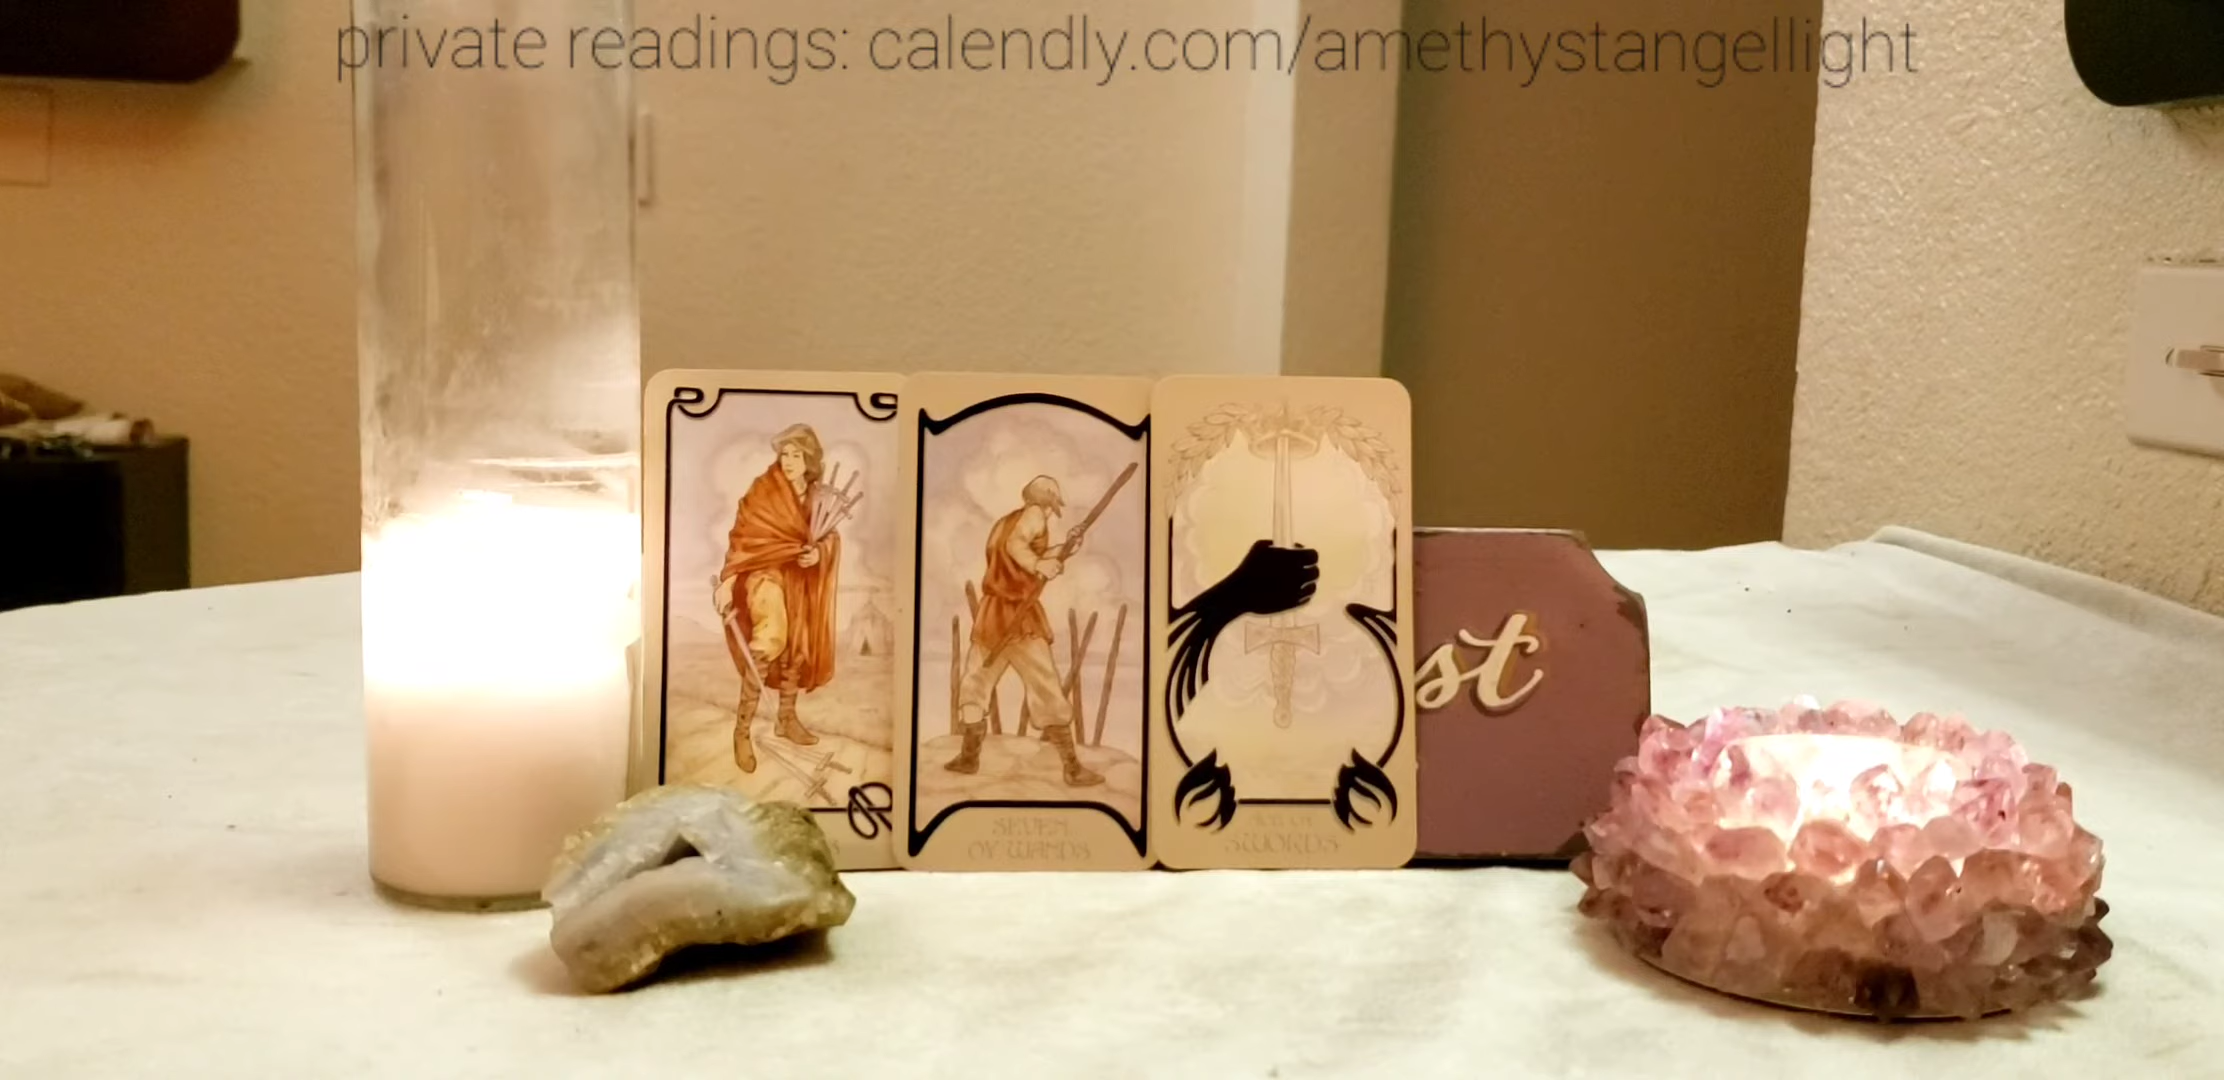 private readings: calendly.com/amethystangellight
st
SEVEN
OF WANDS
SWORDS